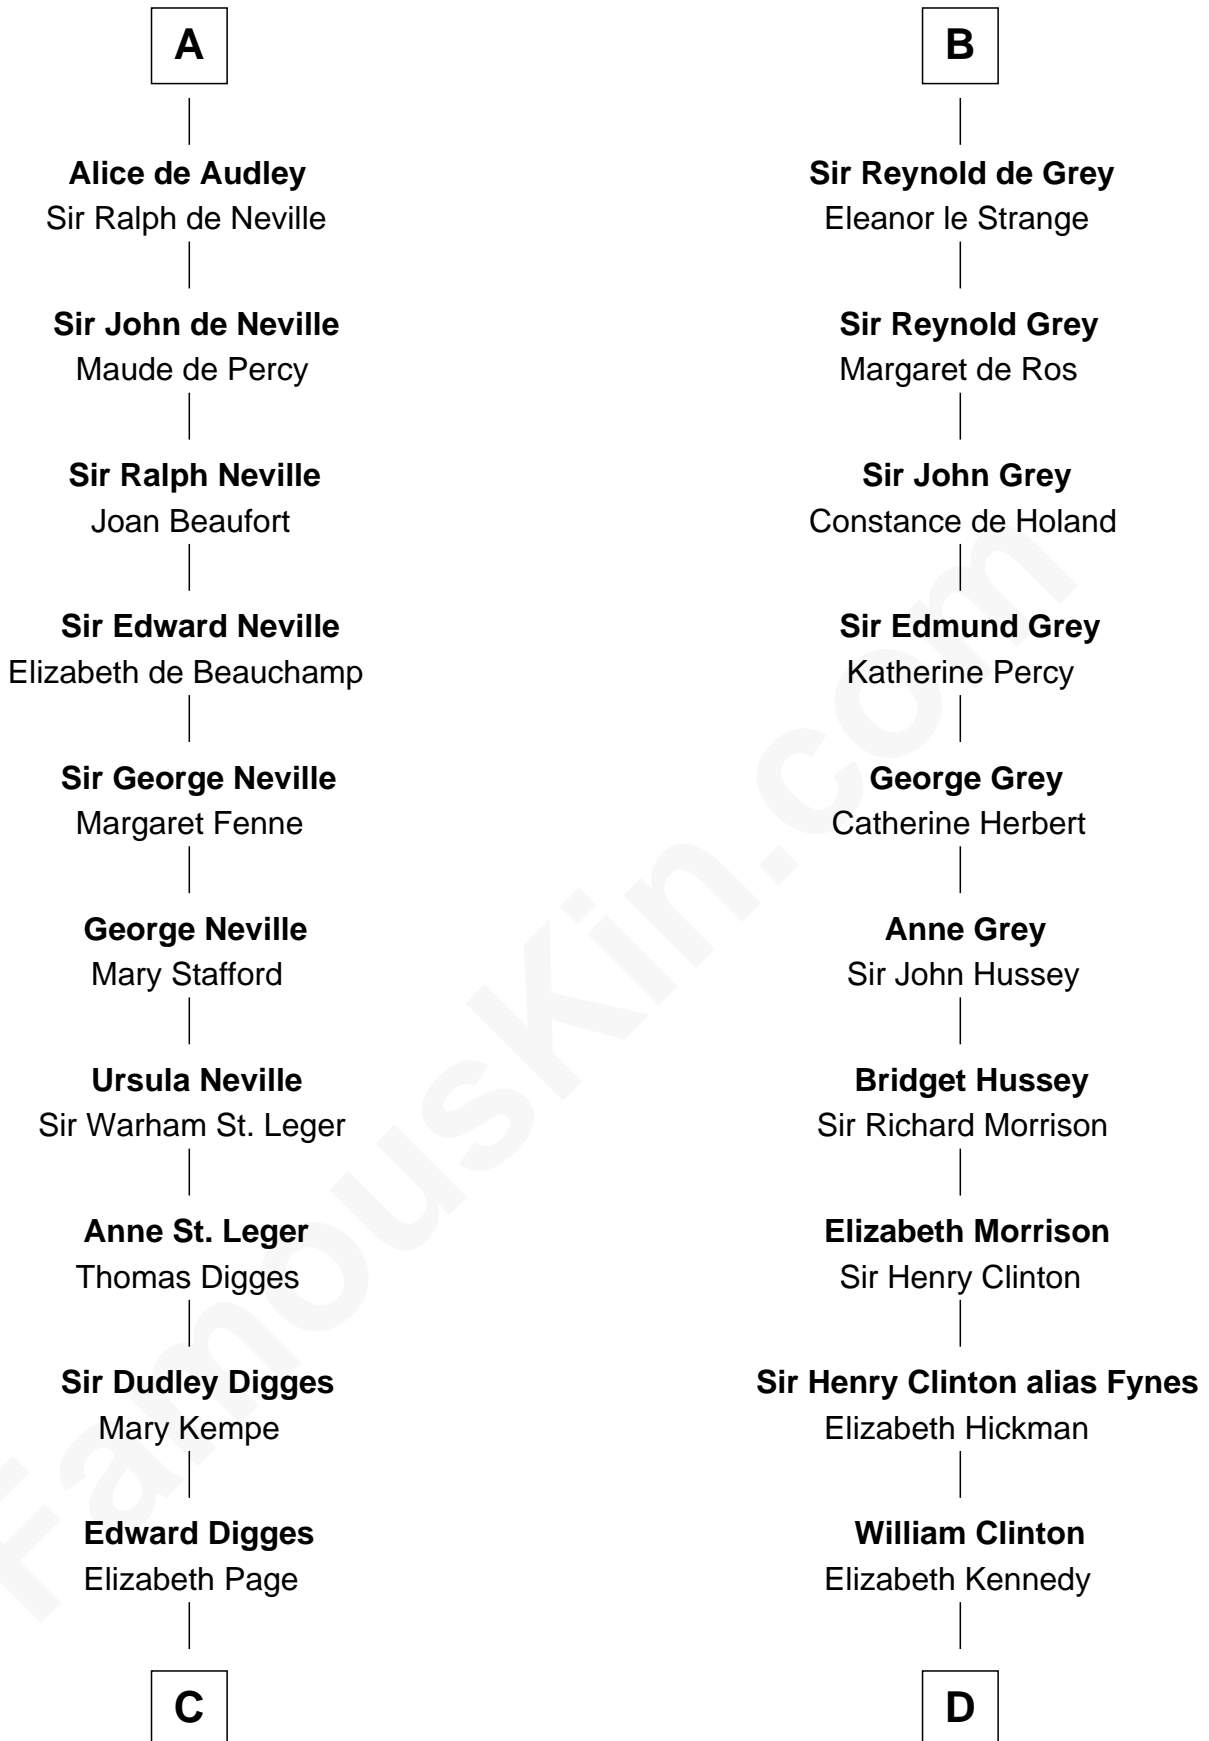 A
Alice de Audley
Sir Ralph de Neville
Sir John de Neville
Maude de Percy
Sir Ralph Neville
Joan Beaufort
Sir Edward Neville
Elizabeth de Beauchamp
Sir George Neville
Margaret Fenne
George Neville
Mary Stafford
Ursula Neville
Sir Warham St. Leger
Anne St. Leger
Thomas Digges
Sir Dudley Digges
Mary Kempe
Edward Digges
Elizabeth Page
C
B
Sir Reynold de Grey
Eleanor le Strange
Sir Reynold Grey
Margaret de Ros
Sir John Grey
Constance de Holand
Sir Edmund Grey
Katherine Percy
George Grey
Catherine Herbert
Anne Grey
Sir John Hussey
Bridget Hussey
Sir Richard Morrison
Elizabeth Morrison
Sir Henry Clinton
Sir Henry Clinton alias Fynes
Elizabeth Hickman
William Clinton
Elizabeth Kennedy
D
FamousKin.com